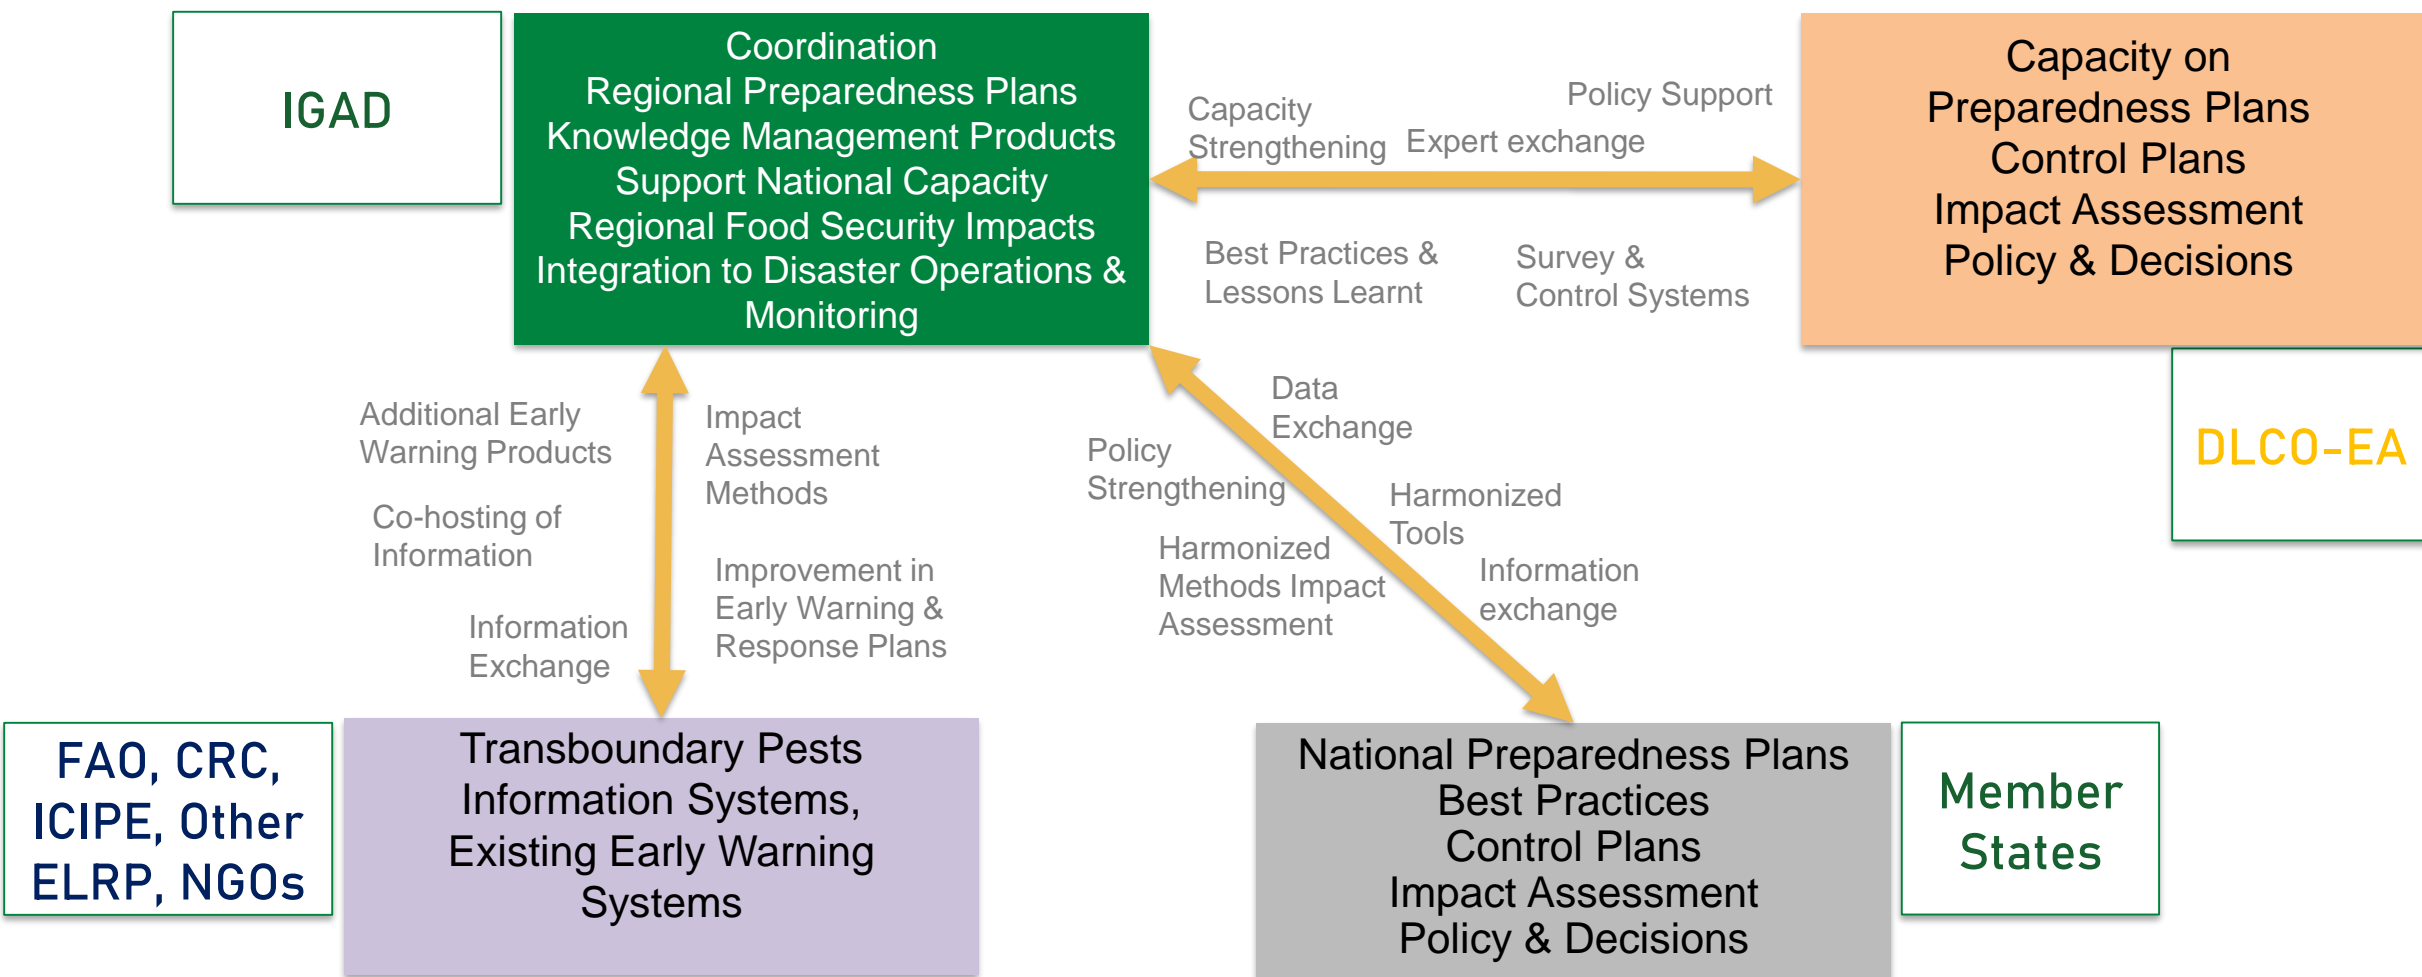 IGAD
Coordination
Regional Preparedness Plans
Knowledge Management Products
Support National Capacity
Regional Food Security Impacts
Integration to Disaster Operations &
Monitoring
Capacity
Strengthening
Expert exchange
Policy Support
Best Practices &
Lessons Learnt
Survey &
Control Systems
Capacity on
Preparedness Plans
Control Plans
Impact Assessment
Policy & Decisions
DLCO-EA
Additional Early
Warning Products
Co-hosting of
Information
Information
Exchange
Impact
Assessment
Methods
Improvement in
Early Warning &
Response Plans
Policy
Strengthening
Harmonized
Methods Impact
Assessment
Data
Exchange
Harmonized
Tools
Information
exchange
FAO, CRC,
ICIPE, Other
ELRP, NGOs
Transboundary Pests
Information Systems,
Existing Early Warning
Systems
National Preparedness Plans
Best Practices
Control Plans
Impact Assessment
Policy & Decisions
Member
States